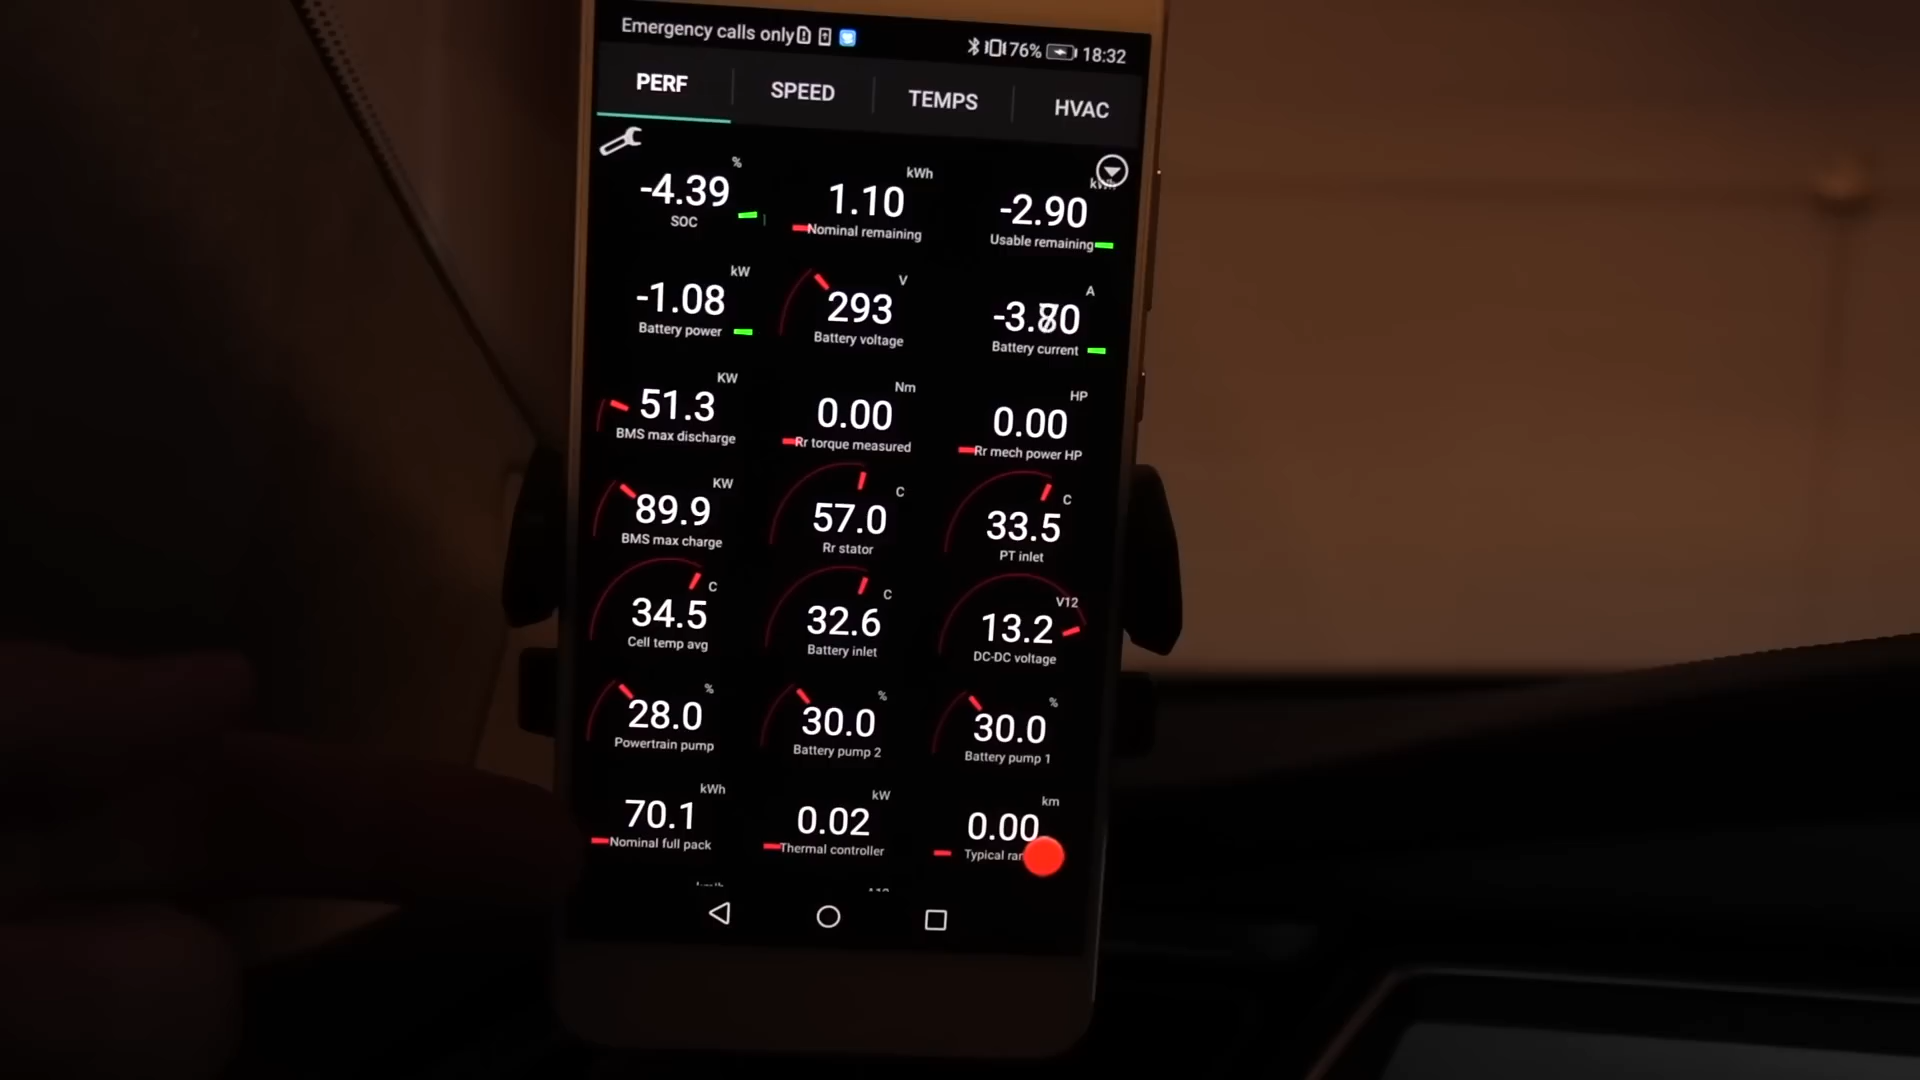 Emergency calls only 76% 18:32
PERF SPEED TEMPS HVAC
% kWh
-4.39 1.10 -2.90
SOC Nominal remaining Usable remaining
kW V A
-1.08 293
Battery power Battery voltage Battery current
KW Nm HP
51.3 0.00 0.00
BMS max discharge Rr torque measured Rr mech power HP
KW C C
89.9 57.0 33.5
BMS max charge Rr stator PT inlet
C C V12
34.5 32.6 13.2
Cell temp avg Battery inlet DC-DC voltage
% % %
28.0 30.0 30.0
Powertrain pump Battery pump 2 Battery pump 1
kWh kW km
70.1 0.02 0.00
Nominal full pack Thermal controller Typical